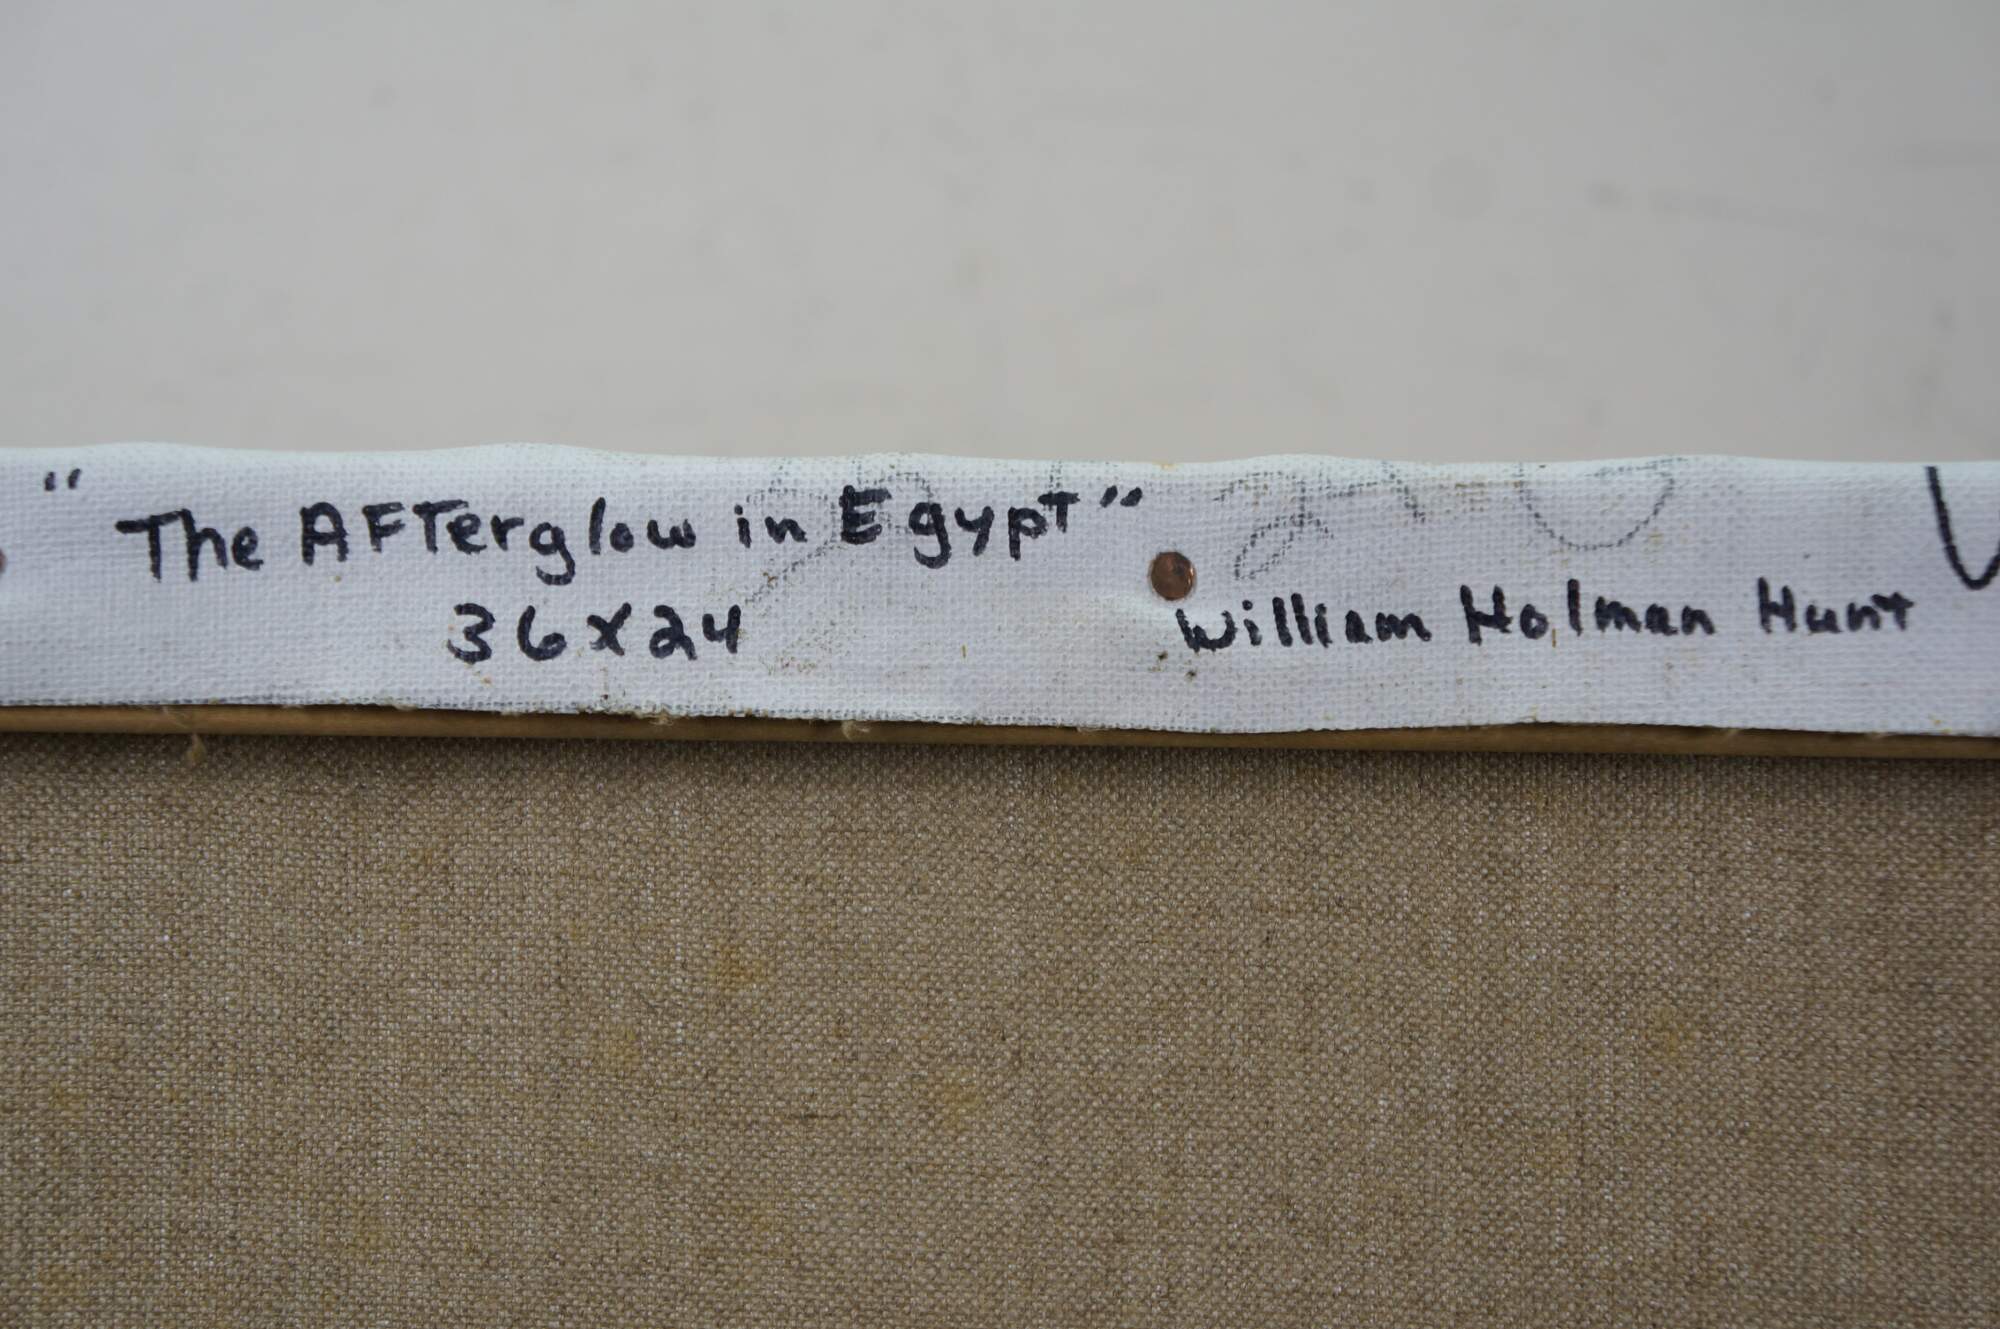 "The Afterglow in Egypt"
36x24
William Holman Hunt